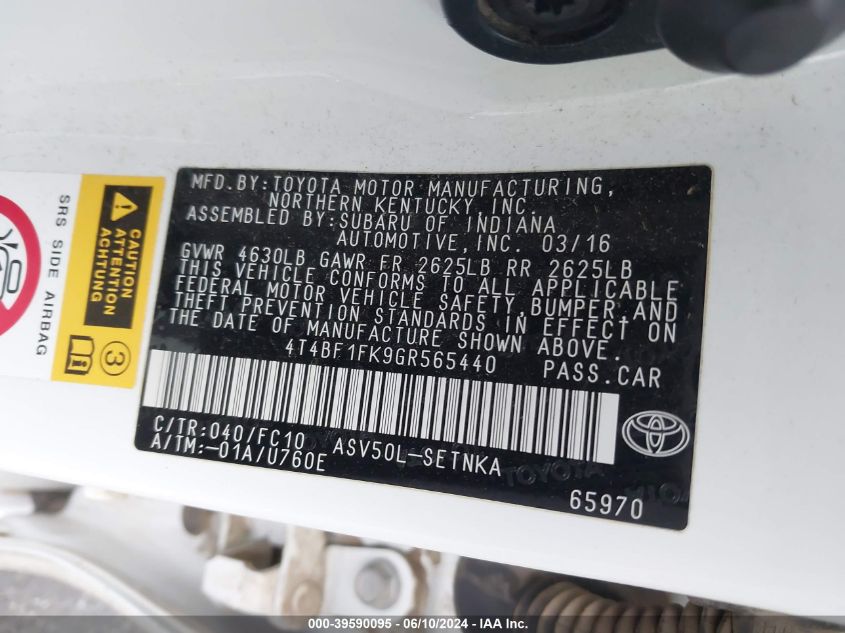 MFD.BY:TOYOTA MOTOR MANUFACTURING,
NORTHERN KENTUCKY,INC.
ASSEMBLED BY:SUBARU OF INDIANA
AUTOMOTIVE,INC. 03/16
GVWR 4630LB GAWR FR 2625LB RR 2625LB
THIS VEHICLE CONFORMS TO ALL APPLICABLE
FEDERAL MOTOR VEHICLE SAFETY,BUMPER,AND
THEFT PREVENTION STANDARDS IN EFFECT ON
THE DATE OF MANUFACTURE SHOWN ABOVE.
4T4BF1FK9GR565440 PASS.CAR
C/TR:040/FC10 ASV50L-SETNKA
A/TM:-01A/U760E
TOYOTA
65970
SRS SIDE AIRBAG
CAUTION
ATTENTION
ACHTUNG
3
000-39590095 - 06/10/2024 - IAA Inc.